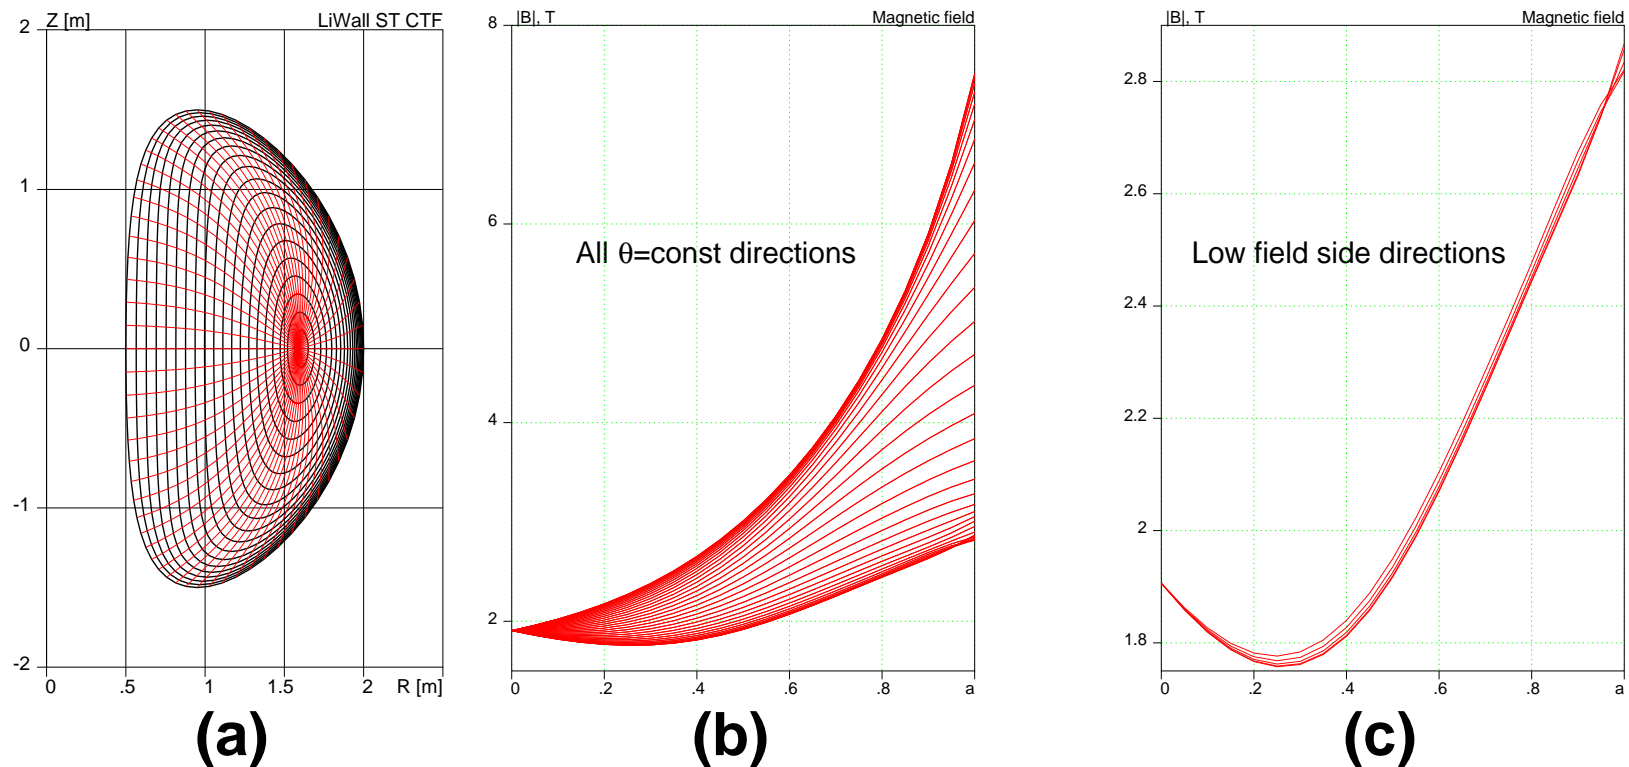 Z [m] LiWall ST CTF
2
1
0
-1
-2
0 .5 1 1.5 2 R [m]
(a)
|B|, T Magnetic field
8
6
4
2
All θ=const directions
0 .2 .4 .6 .8 a
(b)
|B|, T Magnetic field
2.8
2.6
2.4
2.2
2
1.8
Low field side directions
0 .2 .4 .6 .8 a
(c)